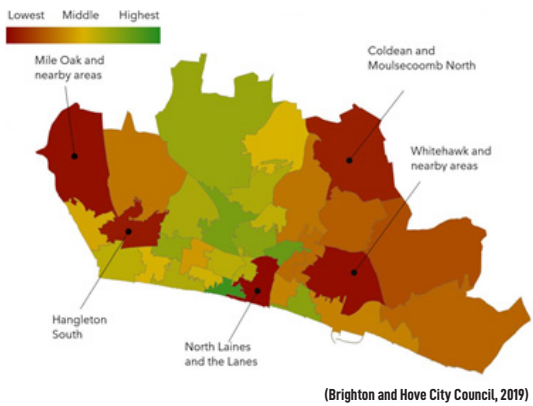 Lowest Middle Highest
Mile Oak and
nearby areas
Coldean and
Moulsecoomb North
Whitehawk and
nearby areas
Hangleton
South
North Laines
and the Lanes
(Brighton and Hove City Council, 2019)